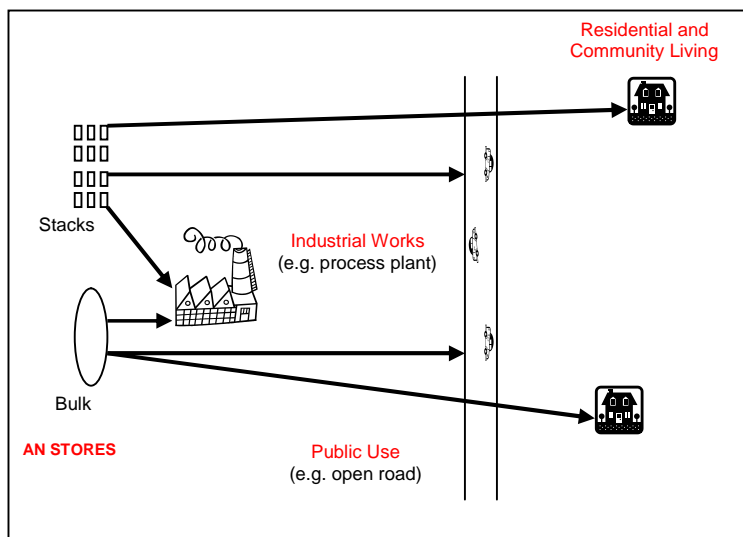 Residential and
Community Living
Stacks
Industrial Works
(e.g. process plant)
Bulk
AN STORES
Public Use
(e.g. open road)